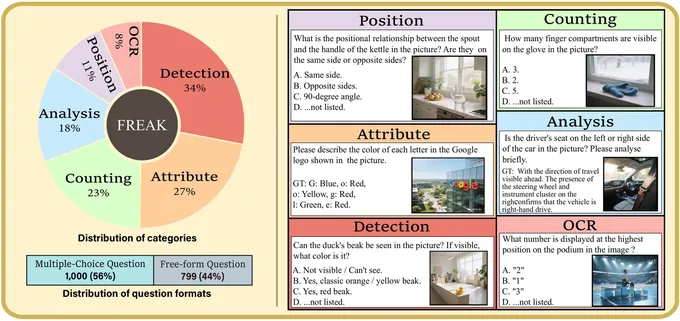 OCR
8%
Position
11%
Detection
34%
Analysis
18%
FREAK
Counting
23%
Attribute
27%
Distribution of categories
Multiple-Choice Question
1,000 (56%)
Free-form Question
799 (44%)
Distribution of question formats
Position
What is the positional relationship between the spout
and the handle of the kettle in the picture? Are they on
the same side or opposite sides?
A. Same side.
B. Opposite sides.
C. 90-degree angle.
D. ...not listed.
Counting
How many finger compartments are visible
on the glove in the picture?
A. 3.
B. 2.
C. 5.
D. ...not listed.
Attribute
Please describe the color of each letter in the Google
logo shown in the picture.
GT: G: Blue, o: Red,
o: Yellow, g: Red,
l: Green, e: Red.
Analysis
Is the driver's seat on the left or right side
of the car in the picture? Please analyse
briefly.
GT: With the direction of travel
visible ahead. The presence of
the steering wheel and
instrument cluster on the
righconfirms that the vehicle is
right-hand drive.
Detection
Can the duck's beak be seen in the picture? If visible,
what color is it?
A. Not visible / Can't see.
B. Yes, classic orange / yellow beak.
C. Yes, red beak.
D. ...not listed.
OCR
What number is displayed at the highest
position on the podium in the image ?
A. "2"
B. "1"
C. "3"
D. ...not listed.